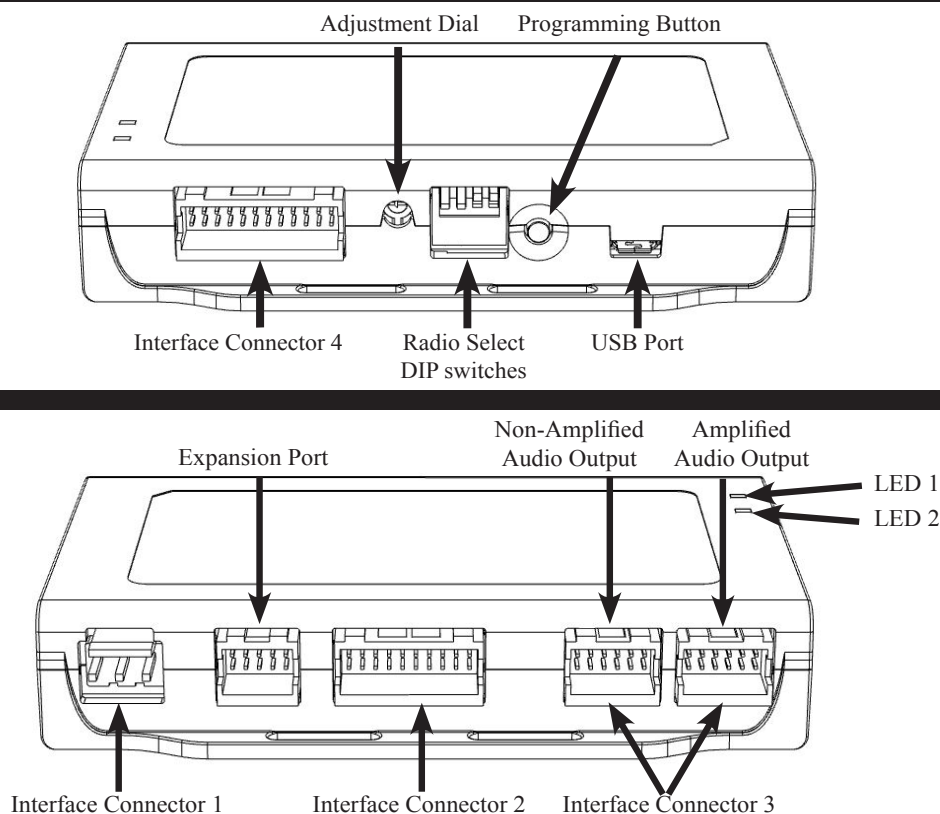 Adjustment Dial
Programming Button
Interface Connector 4
Radio Select
DIP switches
USB Port
Expansion Port
Non-Amplified
Audio Output
Amplified
Audio Output
LED 1
LED 2
Interface Connector 1
Interface Connector 2
Interface Connector 3